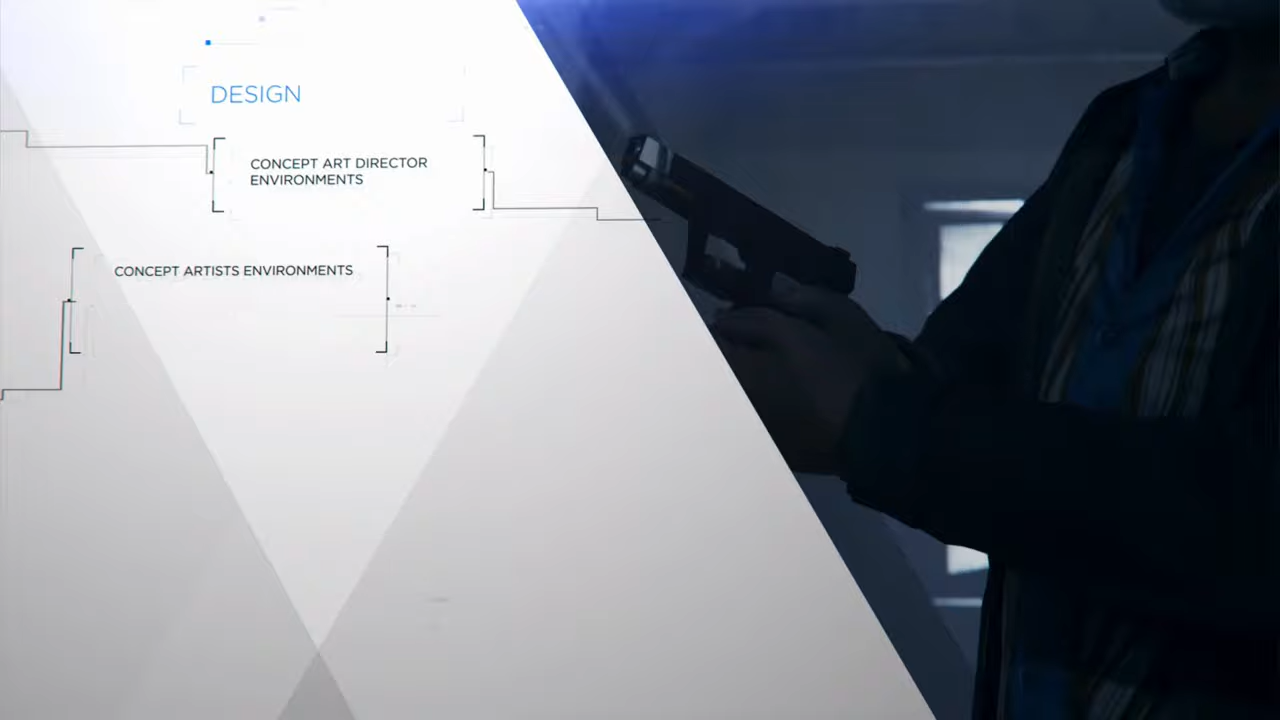 DESIGN
CONCEPT ART DIRECTOR
ENVIRONMENTS
CONCEPT ARTISTS ENVIRONMENTS